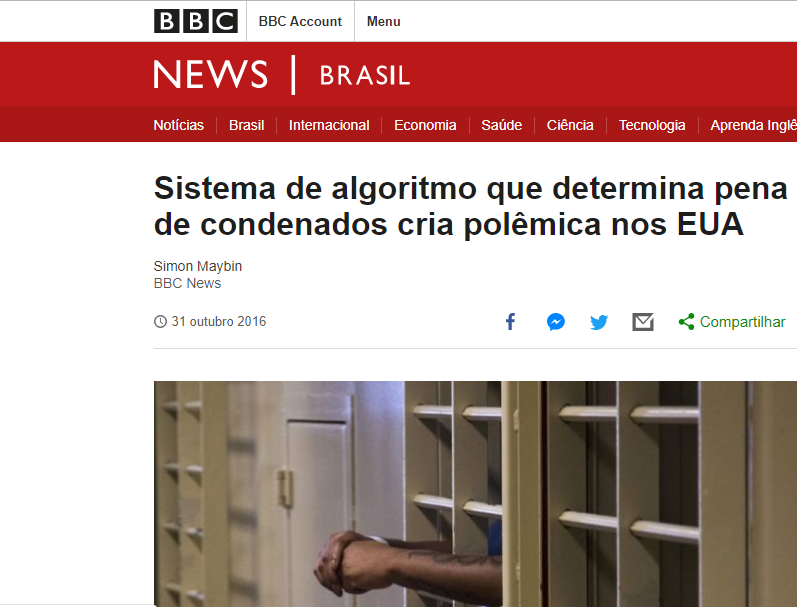 BBC BBC Account Menu
NEWS | BRASIL
Notícias Brasil Internacional Economia Saúde Ciência Tecnologia Aprenda Inglê
Sistema de algoritmo que determina pena
de condenados cria polêmica nos EUA
Simon Maybin
BBC News
31 outubro 2016 Compartilhar